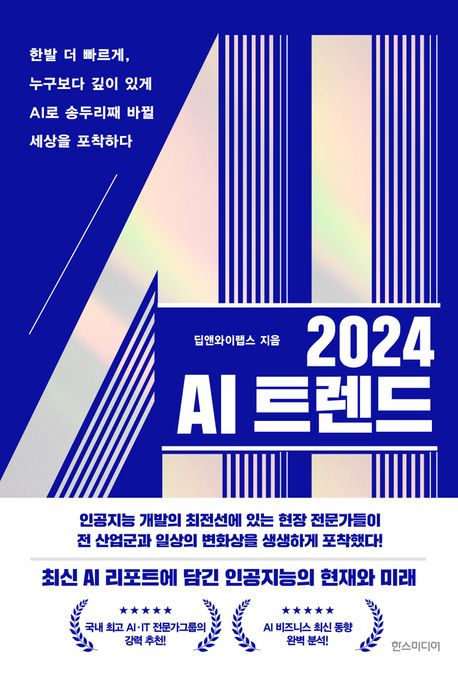 한발 더 빠르게,
누구보다 깊이 있게
AI로 송두리째 바뀔
세상을 포착하다
딥앤와이랩스 지음
2024
AI 트렌드
인공지능 개발의 최전선에 있는 현장 전문가들이
전 산업군과 일상의 변화상을 생생하게 포착했다!
최신 AI 리포트에 담긴 인공지능의 현재와 미래
★★★★★
국내 최고 AI·IT 전문가그룹의
강력 추천!
★★★★★
AI 비즈니스 최신 동향
완벽 분석!
한스미디어